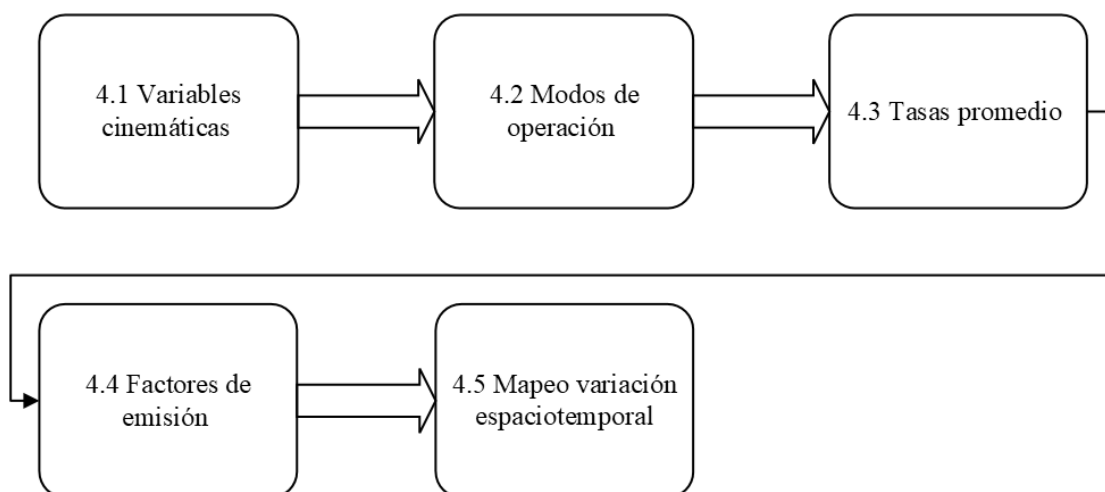 4.1 Variables
cinemáticas
4.2 Modos de
operación
4.3 Tasas promedio
4.4 Factores de
emisión
4.5 Mapeo variación
espaciotemporal